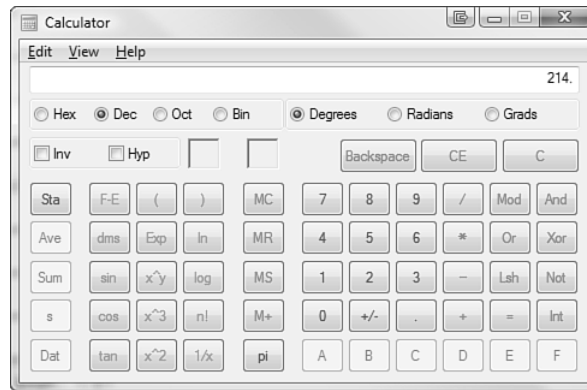 Calculator
Edit View Help
214.
Hex Dec Oct Bin Degrees Radians Grads
Inv Hyp Backspace CE C
Sta F-E ( ) MC 7 8 9 / Mod And
Ave dms Exp ln MR 4 5 6 * Or Xor
Sum sin x^y log MS 1 2 3 - Lsh Not
s cos x^3 n! M+ 0 +/- . + = Int
Dat tan x^2 1/x pi A B C D E F